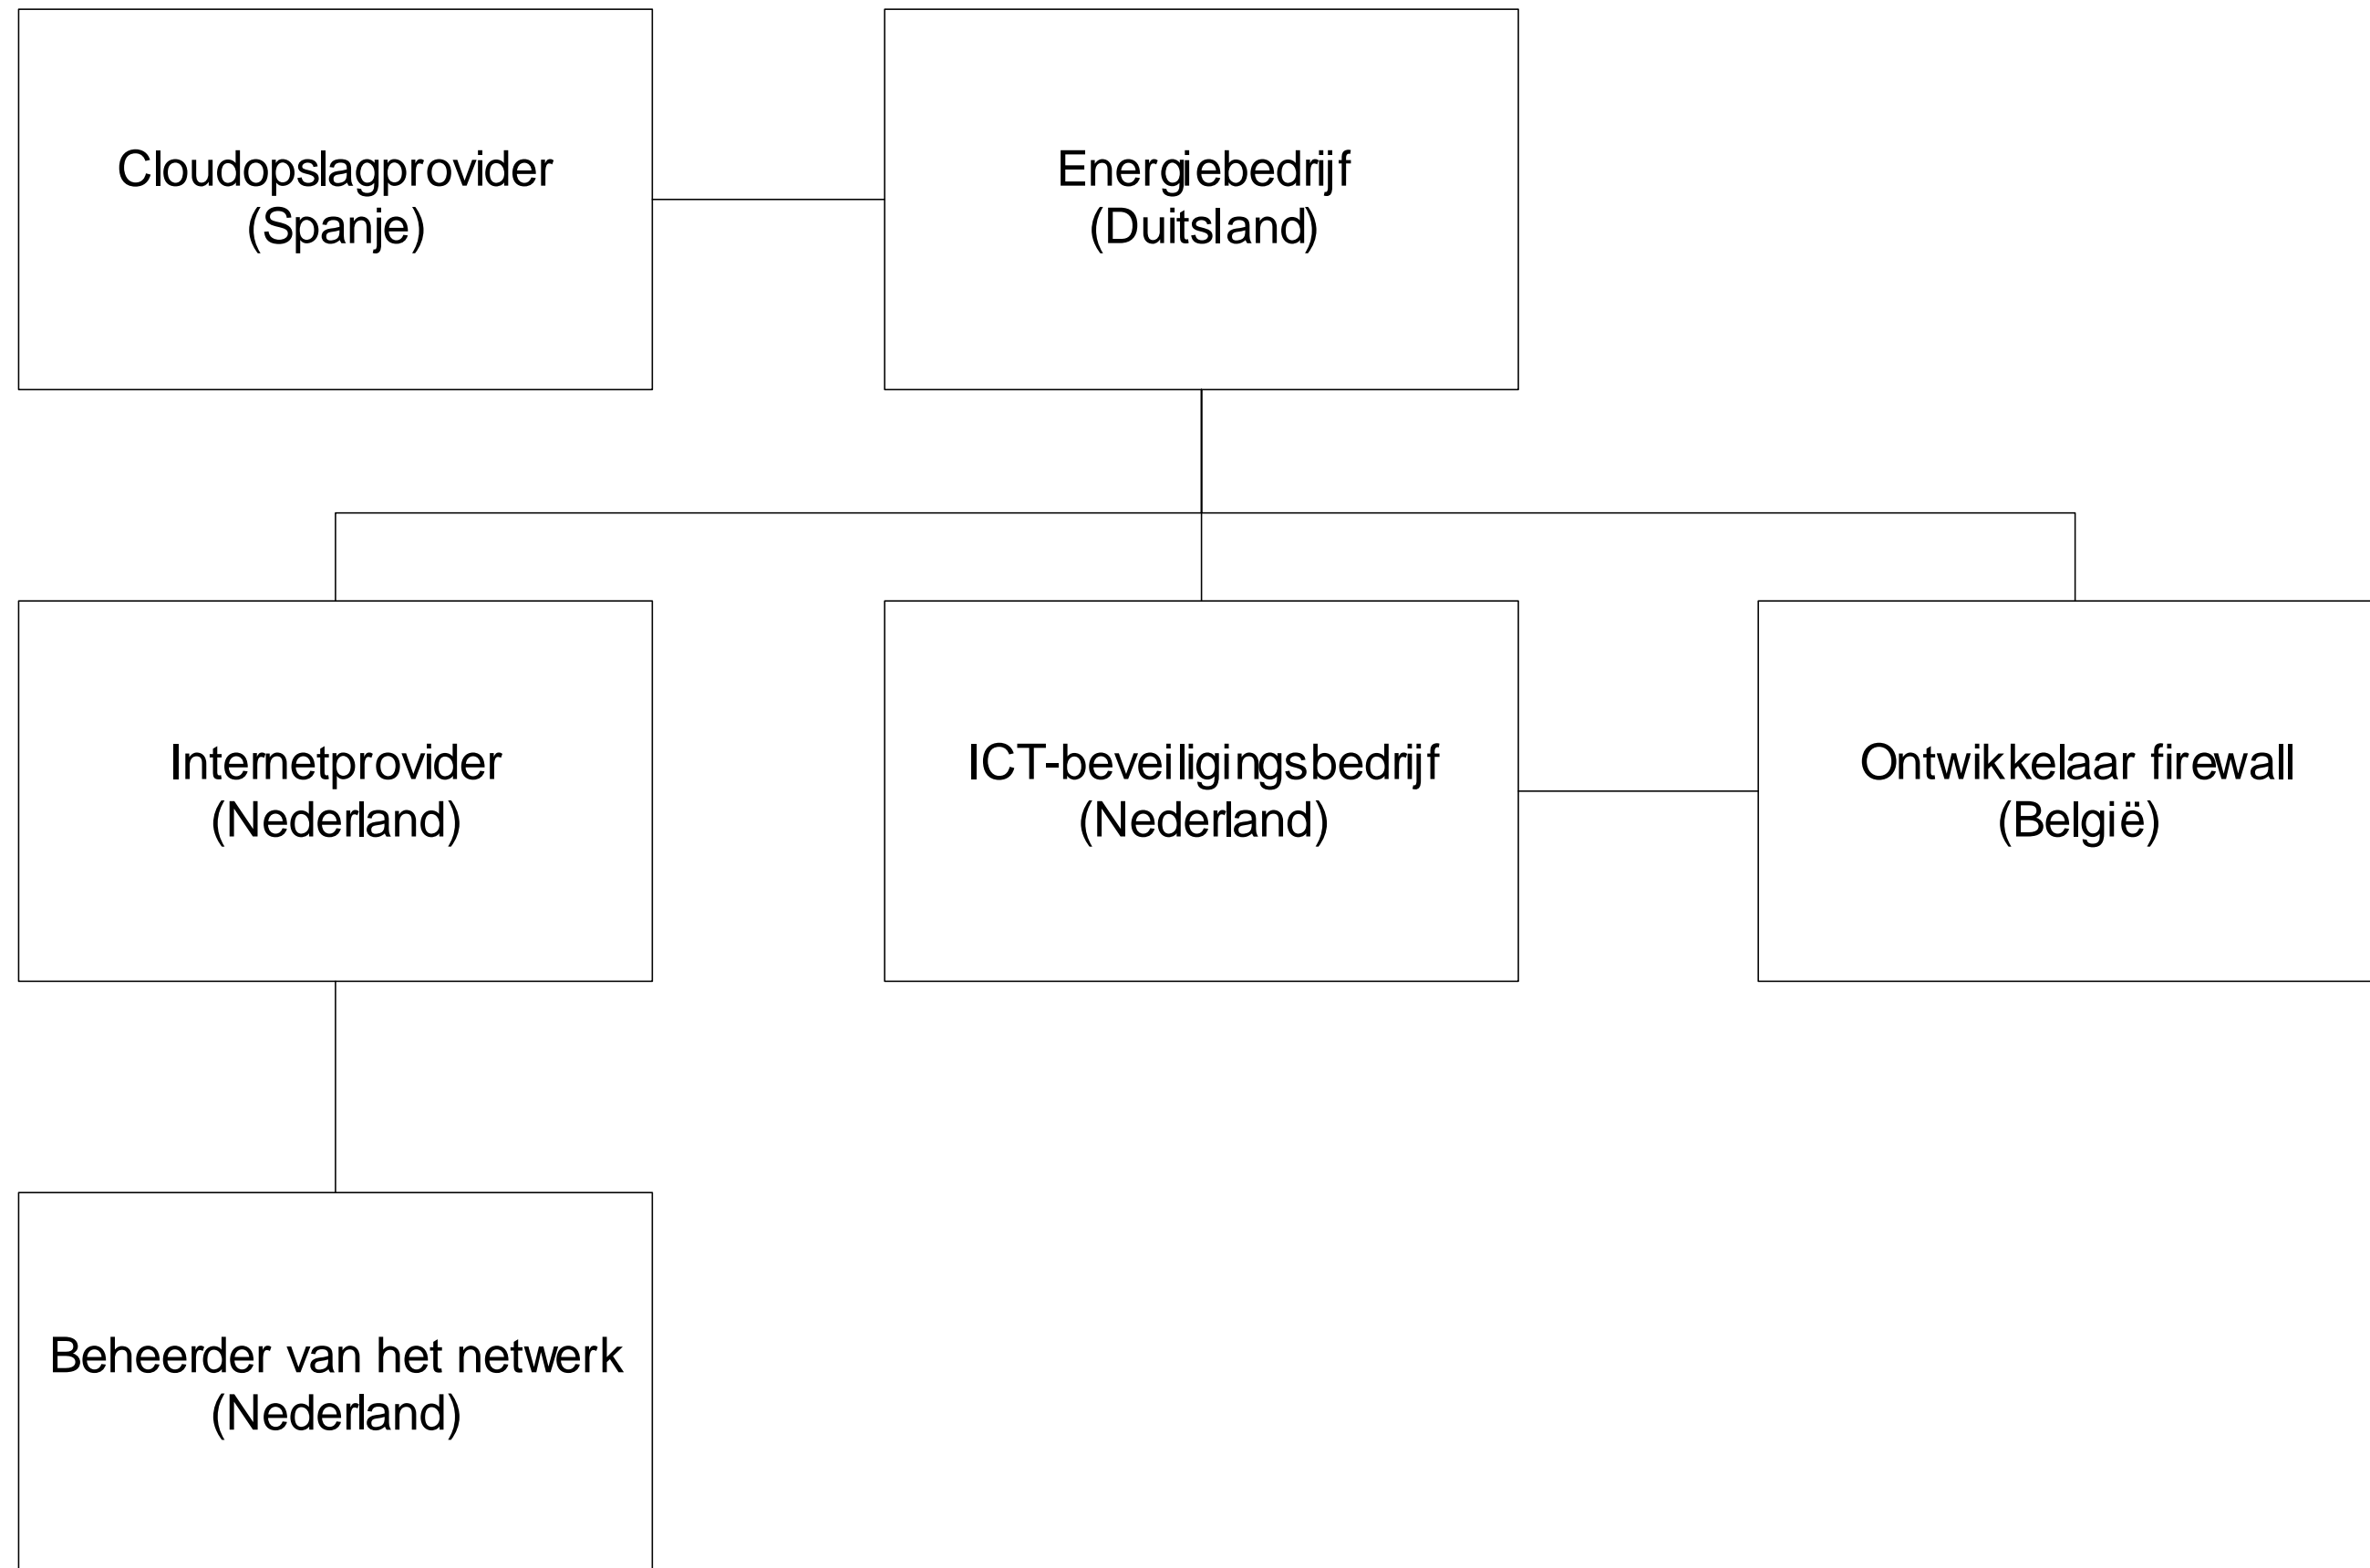 Cloudopslagprovider
(Spanje)
Energiebedrijf
(Duitsland)
Internetprovider
(Nederland)
ICT-beveiligingsbedrijf
(Nederland)
Ontwikkelaar firewall
(België)
Beheerder van het netwerk
(Nederland)